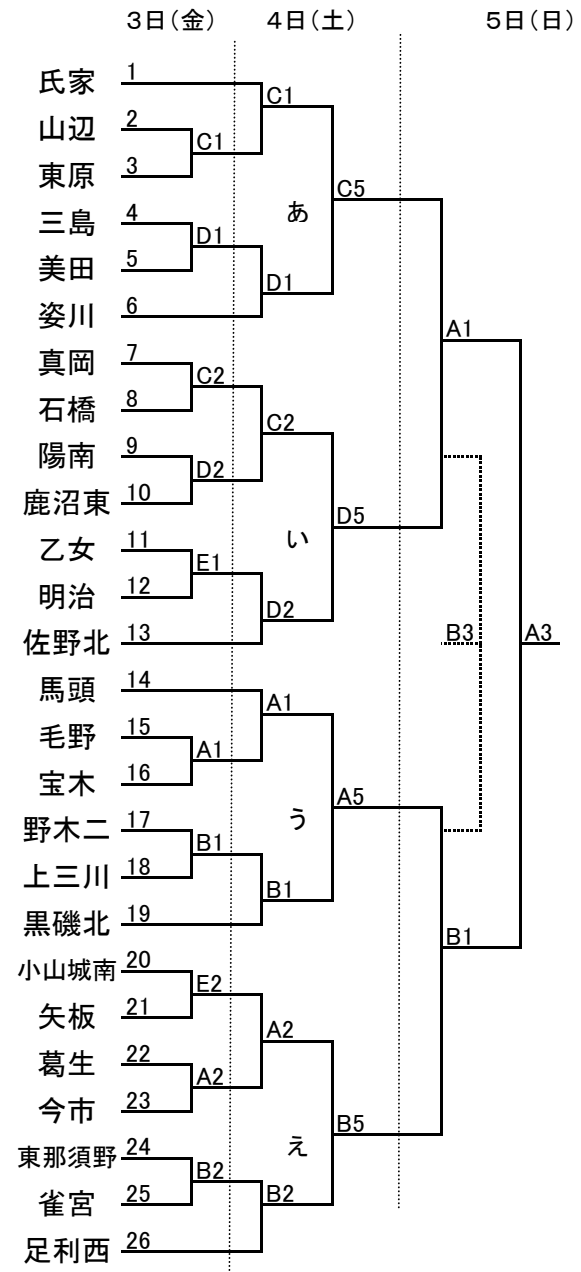 3日(金) 4日(土) 5日(日)
氏家 1
C1
山辺 2
C1
東原 3
C5
三島 4
あ
D1
美田 5
D1
姿川 6
A1
真岡 7
C2
石橋 8
C2
陽南 9
D2
鹿沼東 10
D5
乙女 11
い
E1
明治 12
D2
佐野北 13
B3 A3
馬頭 14
A1
毛野 15
A1
宝木 16
A5
野木二 17
う
B1
上三川 18
B1
黒磯北 19
B1
小山城南 20
E2
矢板 21
A2
葛生 22
A2
今市 23
B5
東那須野 24
え
B2
雀宮 25
B2
足利西 26